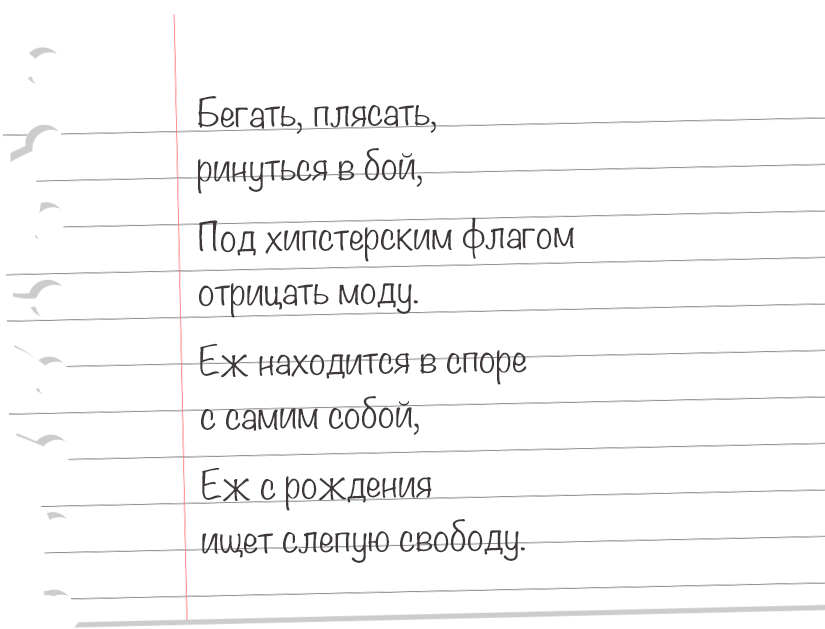 Бегать, плясать,
ринуться в бой,
Под хипстерским флагом
отрицать моду.
Еж находится в споре
с самим собой,
Еж с рождения
ищет слепую свободу.